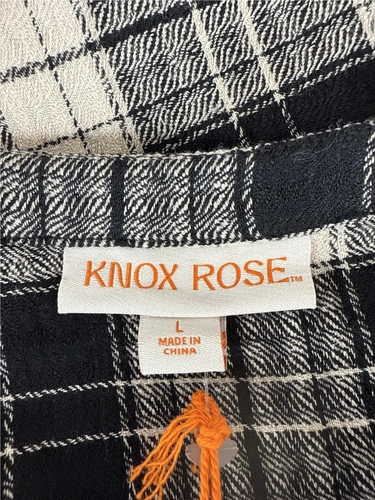 KNOX ROSE™
L
MADE IN
CHINA